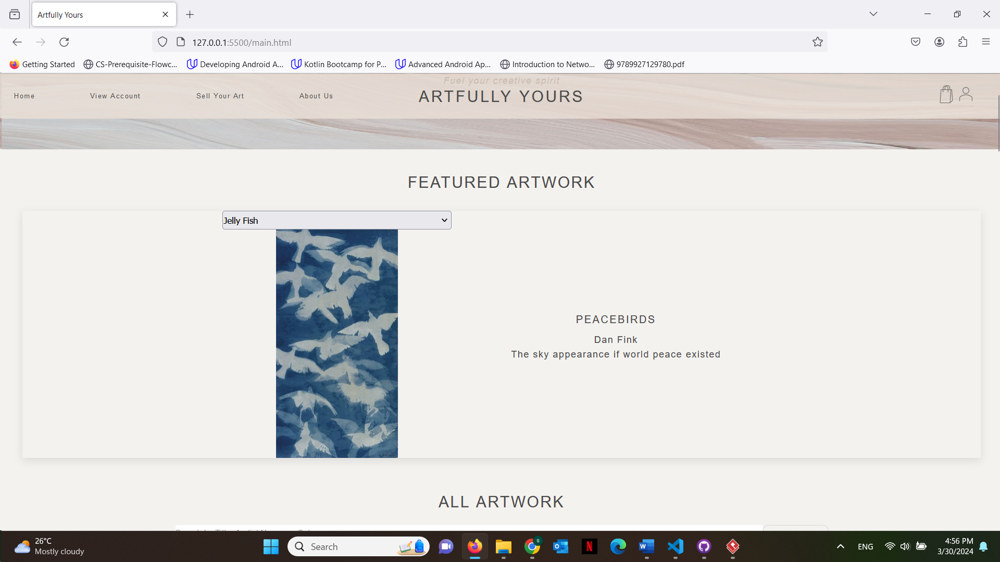 Artfully Yours
127.0.0.1:5500/main.html
Getting Started
CS-Prerequisite-Flowc...
Developing Android A...
Kotlin Bootcamp for P...
Advanced Android Ap...
Introduction to Netwo...
9789927129780.pdf
Fuel your creative spirit
Home
View Account
Sell Your Art
About Us
ARTFULLY YOURS
FEATURED ARTWORK
Jelly Fish
PEACEBIRDS
Dan Fink
The sky appearance if world peace existed
ALL ARTWORK
26°C
Mostly cloudy
Search
ENG
4:56 PM
3/30/2024